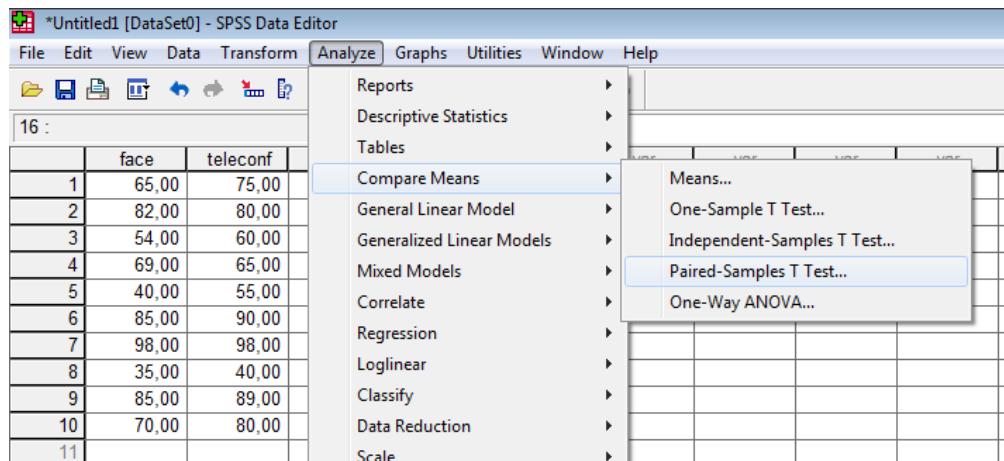 *Untitled1 [DataSet0] - SPSS Data Editor
File Edit View Data Transform Analyze Graphs Utilities Window Help
16 :
face teleconf
1 65,00 75,00
2 82,00 80,00
3 54,00 60,00
4 69,00 65,00
5 40,00 55,00
6 85,00 90,00
7 98,00 98,00
8 35,00 40,00
9 85,00 89,00
10 70,00 80,00
11
Reports
Descriptive Statistics
Tables
Compare Means
General Linear Model
Generalized Linear Models
Mixed Models
Correlate
Regression
Loglinear
Classify
Data Reduction
Scale
Means...
One-Sample T Test...
Independent-Samples T Test...
Paired-Samples T Test...
One-Way ANOVA...